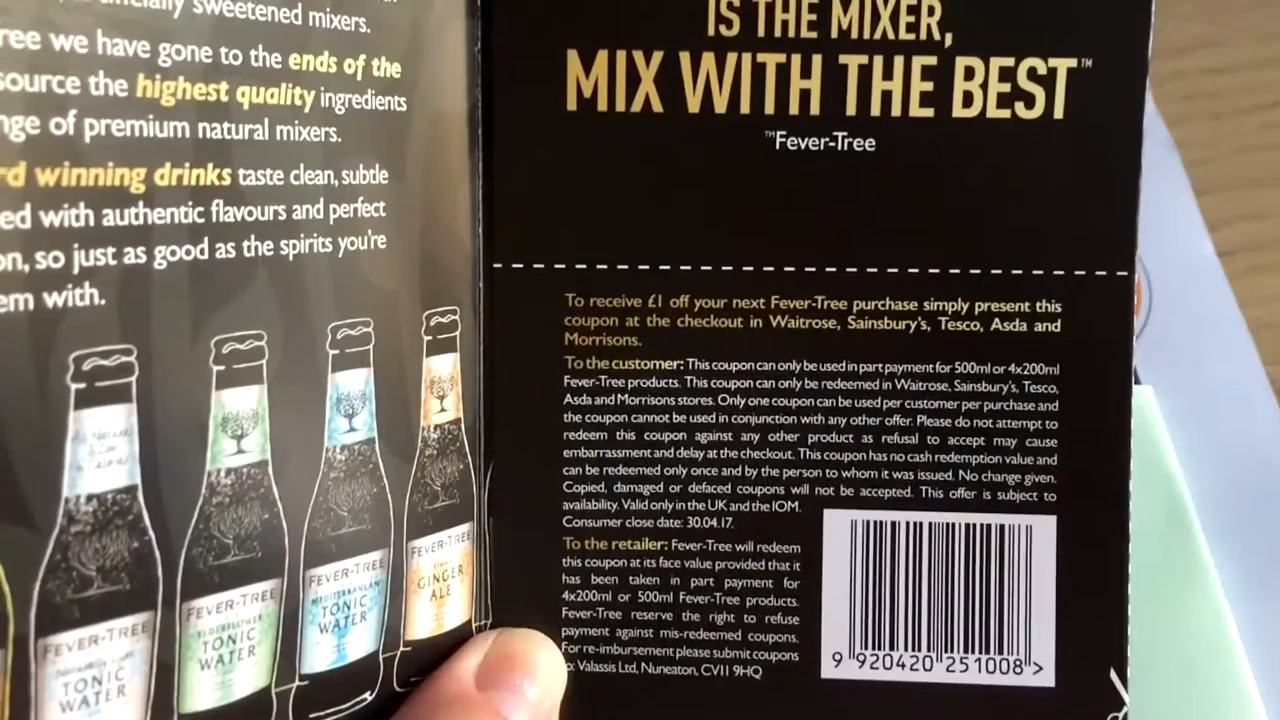 sweetened mixers.
ree we have gone to the ends of the
source the highest quality ingredients
nge of premium natural mixers.
rd winning drinks taste clean, subtle
ed with authentic flavours and perfect
on, so just as good as the spirits you're
em with.
FEVER-TREE
TONIC
WATER
FEVER-TREE
ELDERFLOWER
TONIC
WATER
FEVER-TREE
MEDITERRANEAN
TONIC
WATER
FEVER-TREE
GINGER
ALE
IS THE MIXER,
MIX WITH THE BEST™
™Fever-Tree
To receive £1 off your next Fever-Tree purchase simply present this
coupon at the checkout in Waitrose, Sainsbury's, Tesco, Asda and
Morrisons.
To the customer: This coupon can only be used in part payment for 500ml or 4x200ml
Fever-Tree products. This coupon can only be redeemed in Waitrose, Sainsbury's, Tesco,
Asda and Morrisons stores. Only one coupon can be used per customer per purchase and
the coupon cannot be used in conjunction with any other offer. Please do not attempt to
redeem this coupon against any other product as refusal to accept may cause
embarrassment and delay at the checkout. This coupon has no cash redemption value and
can be redeemed only once and by the person to whom it was issued. No change given.
Copied, damaged or defaced coupons will not be accepted. This offer is subject to
availability. Valid only in the UK and the IOM.
Consumer close date: 30.04.17.
To the retailer: Fever-Tree will redeem
this coupon at its face value provided that it
has been taken in part payment for
4x200ml or 500ml Fever-Tree products.
Fever-Tree reserve the right to refuse
payment against mis-redeemed coupons.
For re-imbursement please submit coupons
: Valassis Ltd, Nuneaton, CV11 9HQ
9 920420 251008 >